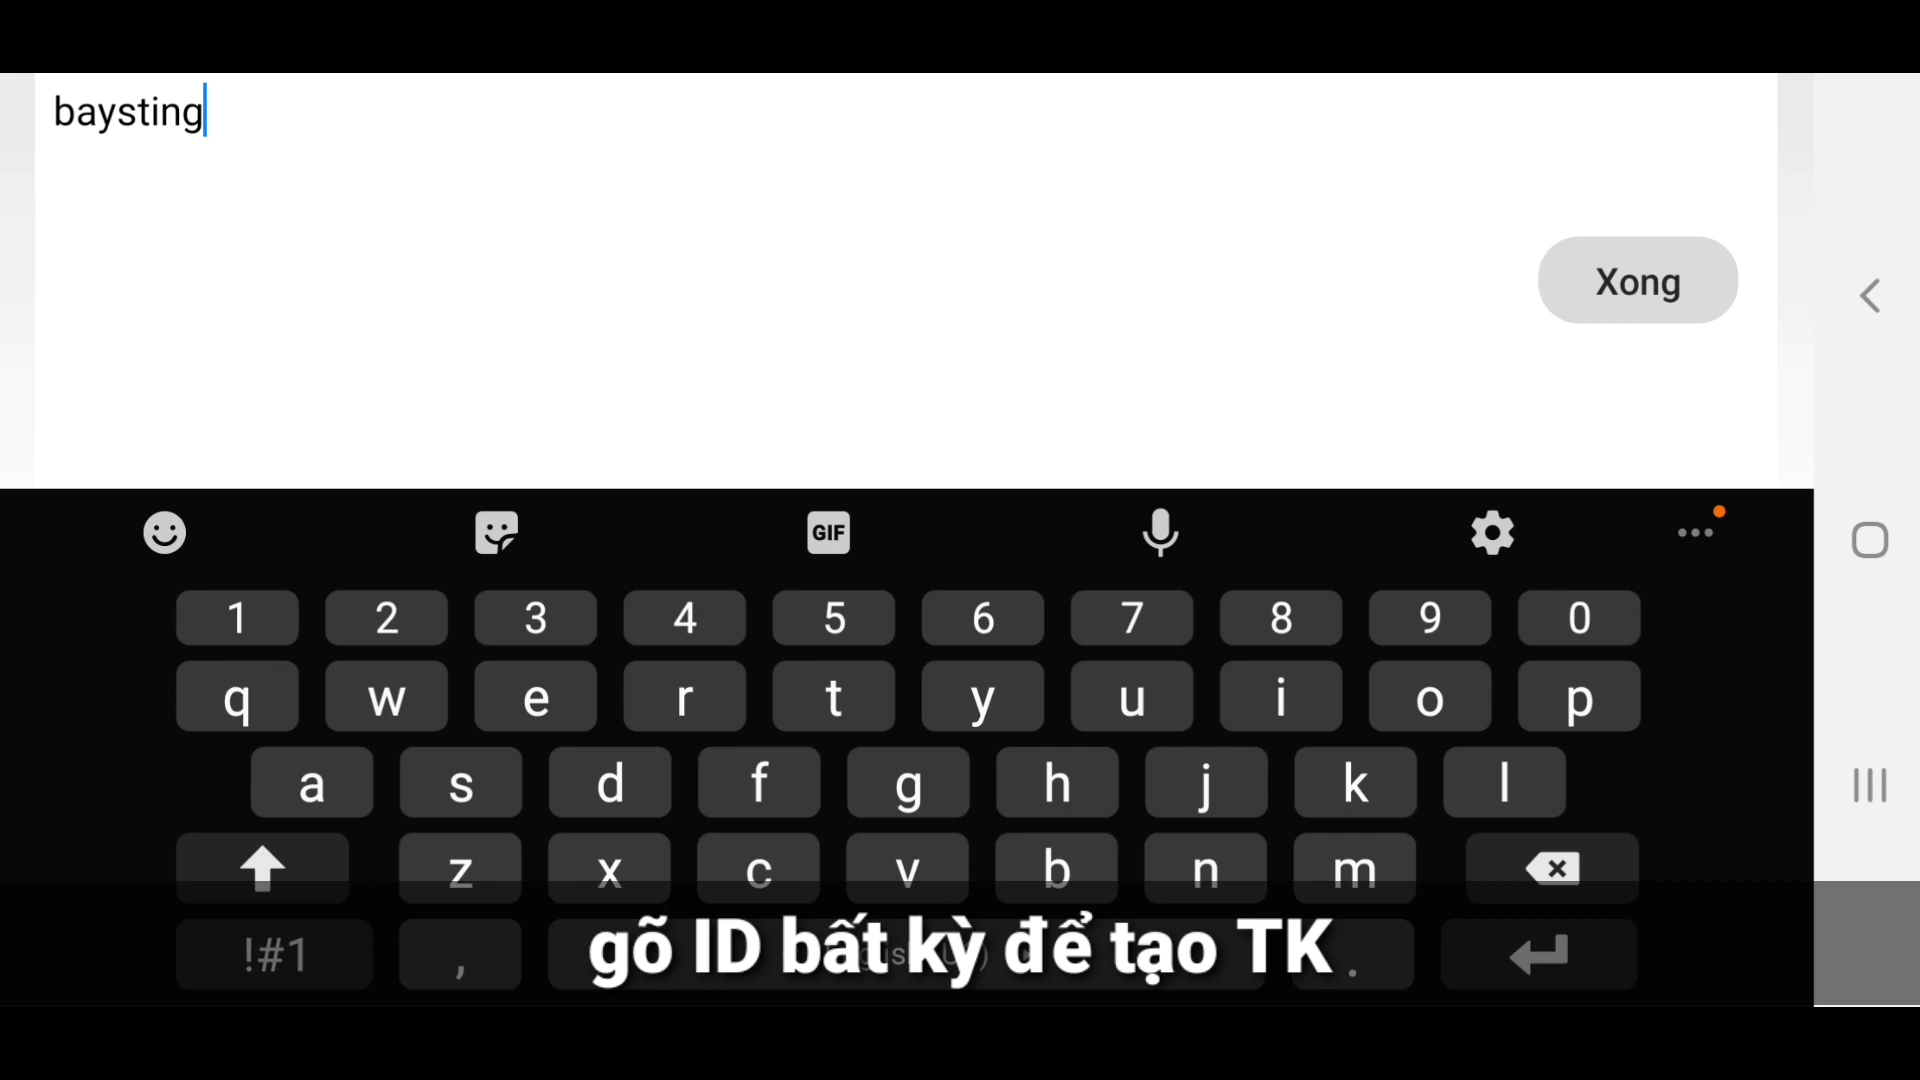 baysting
Xong
GIF
1 2 3 4 5 6 7 8 9 0
q w e r t y u i o p
a s d f g h j k l
z x c v b n m
!#1 , .
gõ ID bất kỳ để tạo TK